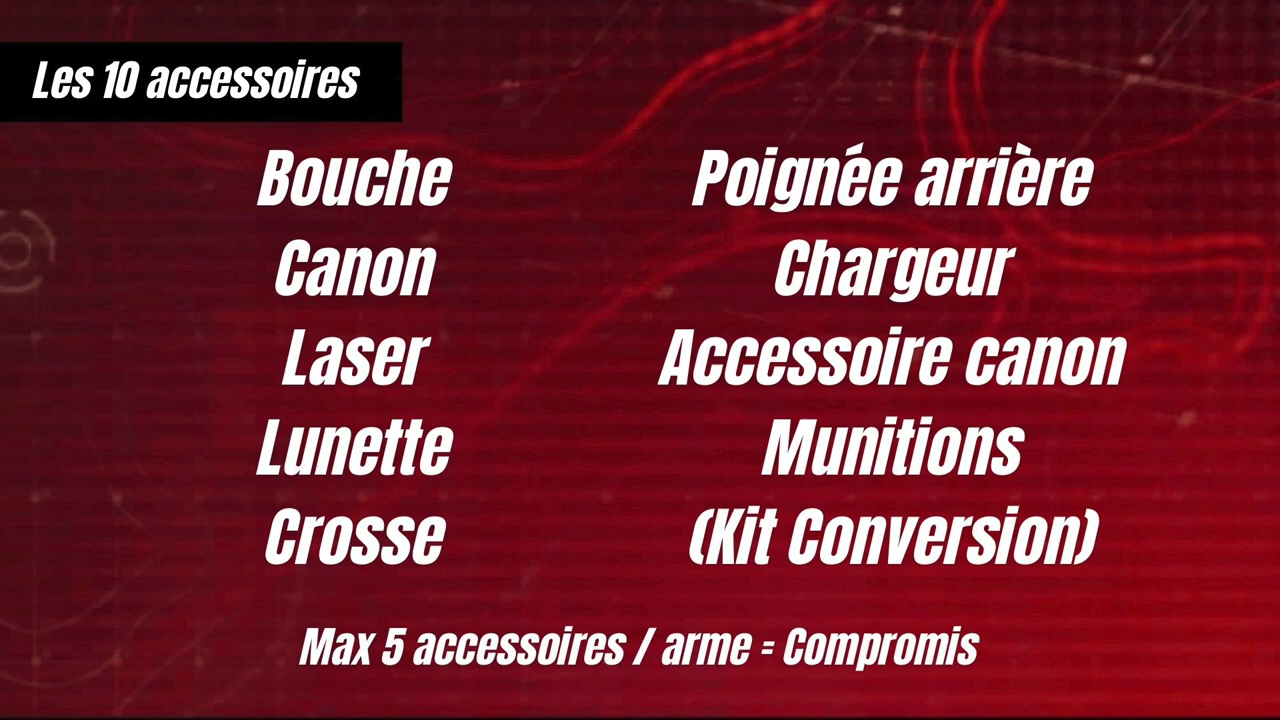 Les 10 accessoires
Bouche
Canon
Laser
Lunette
Crosse
Poignée arrière
Chargeur
Accessoire canon
Munitions
(Kit Conversion)
Max 5 accessoires / arme = Compromis